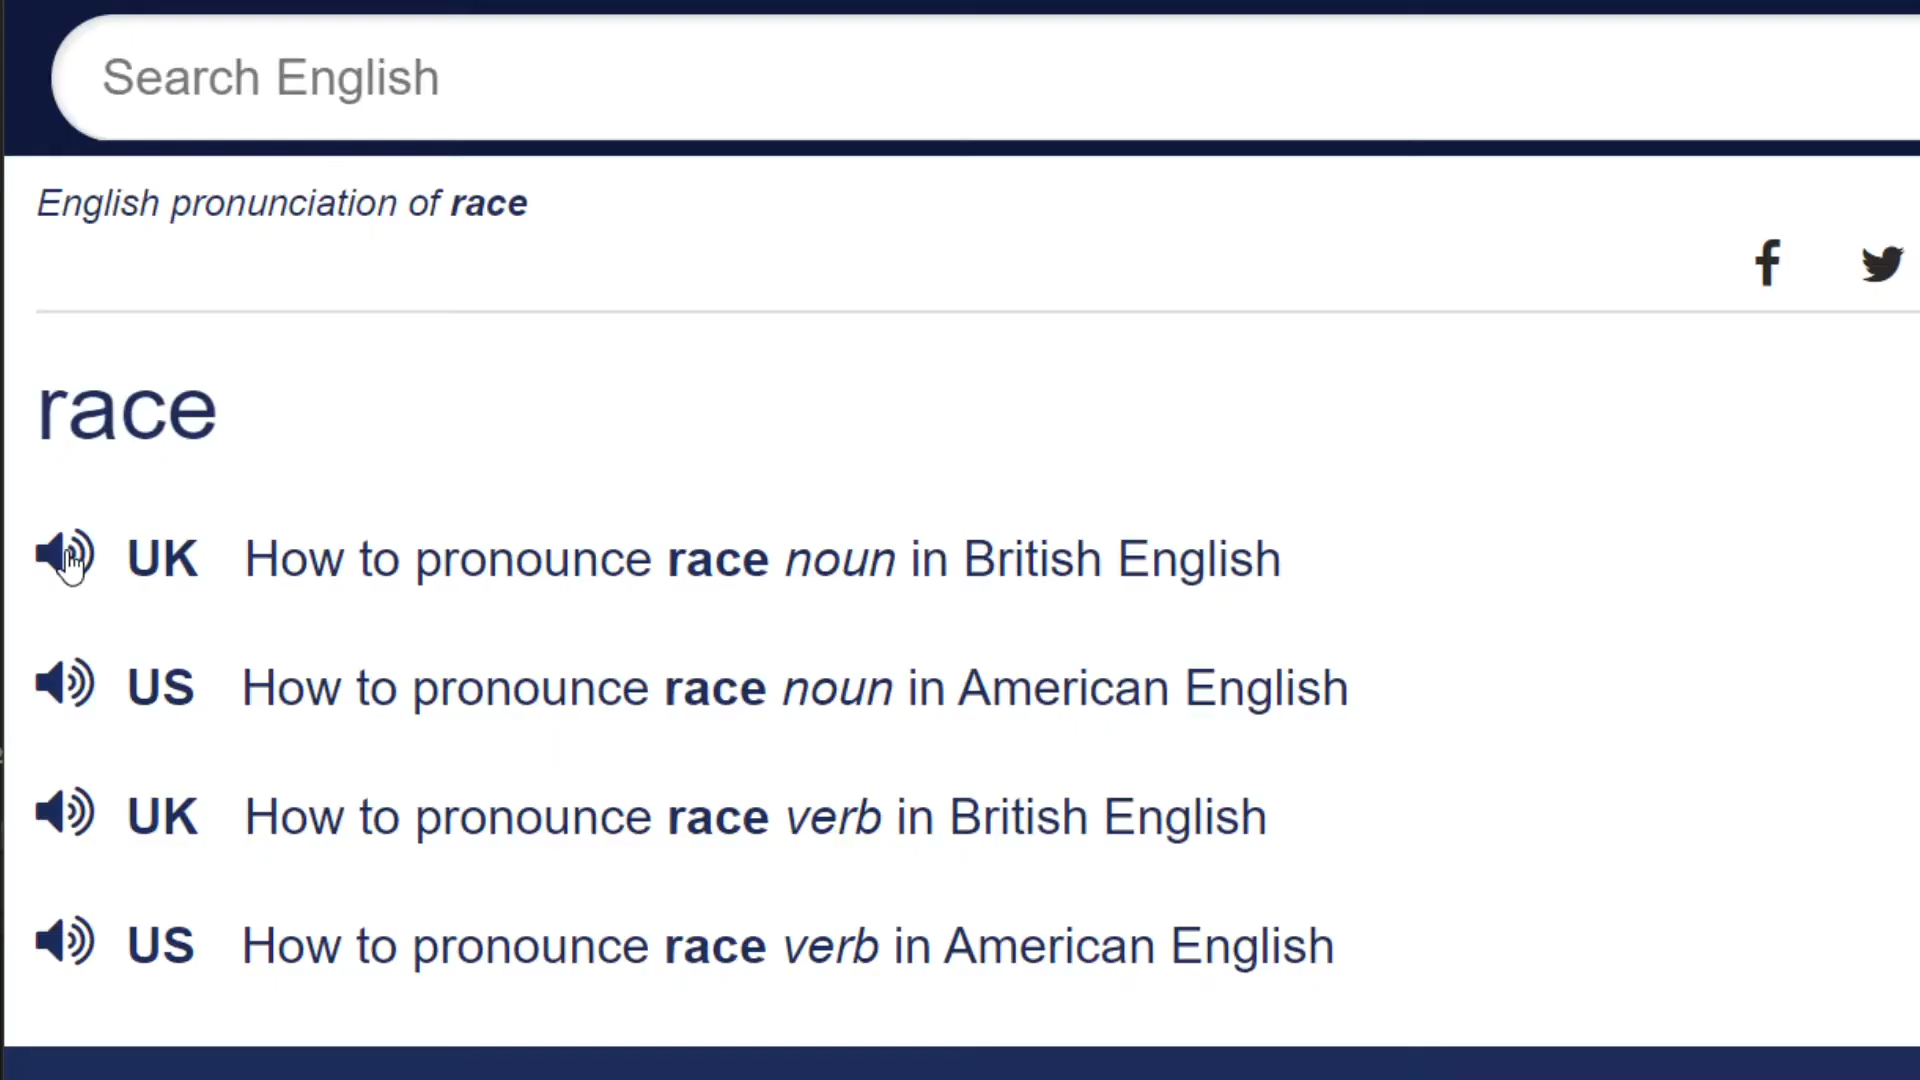 Search English
English pronunciation of race
race
UK How to pronounce race noun in British English
US How to pronounce race noun in American English
UK How to pronounce race verb in British English
US How to pronounce race verb in American English